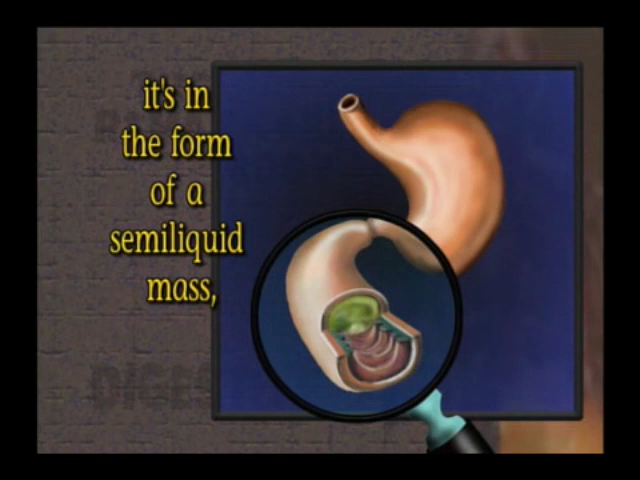 it's in
the form
of a
semiliquid
mass,